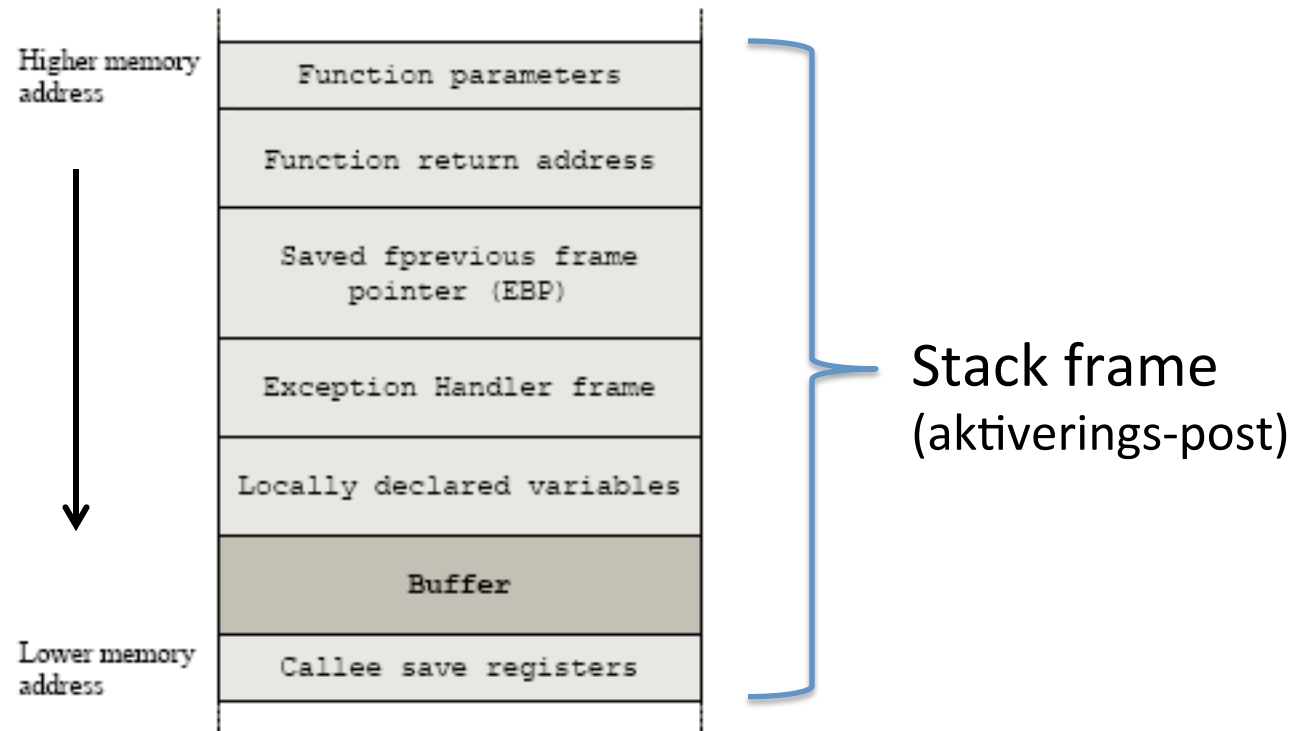 Higher memory
address
Function parameters
Function return address
Saved fprevious frame
pointer (EBP)
Exception Handler frame
Locally declared variables
Buffer
Lower memory
address
Callee save registers
Stack frame
(aktiverings-post)